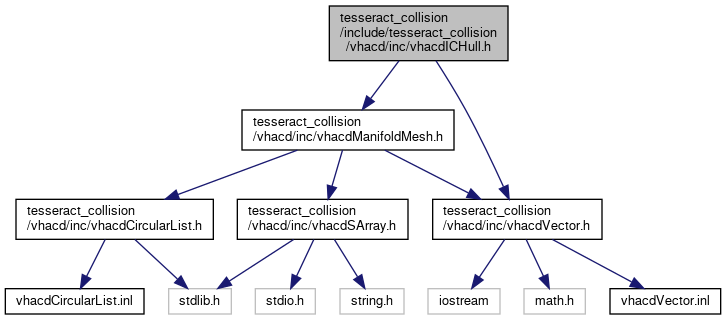 tesseract_collision
/include/tesseract_collision
/vhacd/inc/vhacdICHull.h
tesseract_collision
/vhacd/inc/vhacdManifoldMesh.h
tesseract_collision
/vhacd/inc/vhacdCircularList.h
tesseract_collision
/vhacd/inc/vhacdSArray.h
tesseract_collision
/vhacd/inc/vhacdVector.h
vhacdCircularList.inl
stdlib.h
stdio.h
string.h
iostream
math.h
vhacdVector.inl